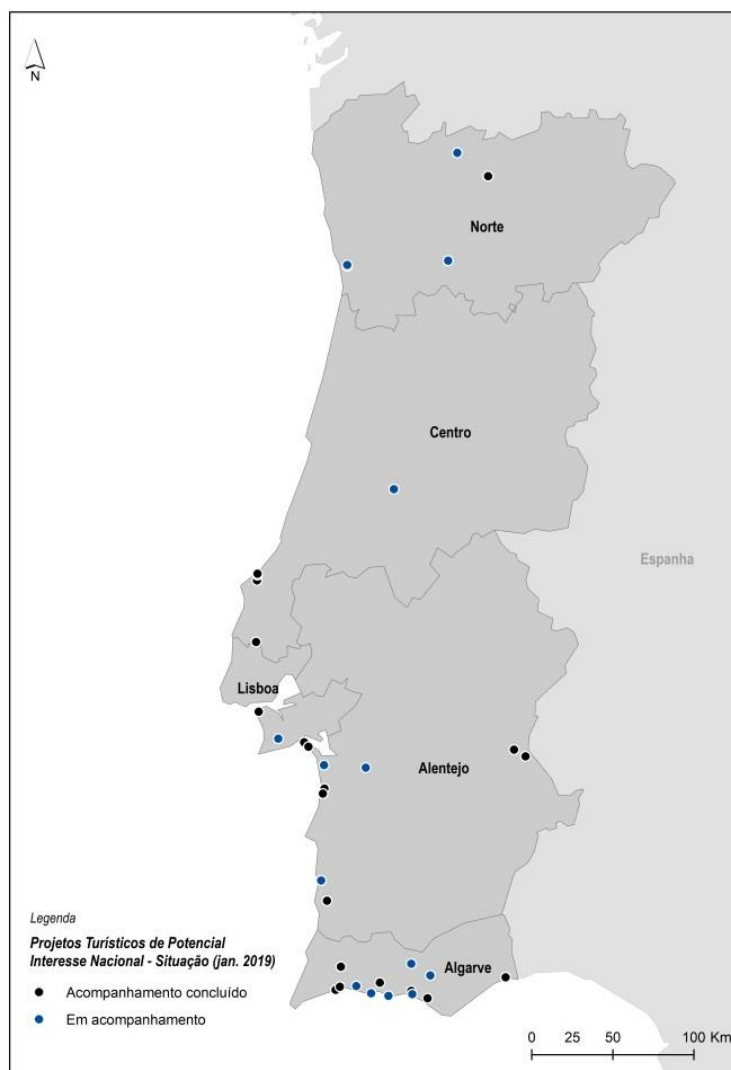 N
Norte
Centro
Espanha
Lisboa
Alentejo
Algarve
Legenda
Projetos Turísticos de Potencial
Interesse Nacional - Situação (jan. 2019)
Acompanhamento concluído
Em acompanhamento
0 25 50 100 Km